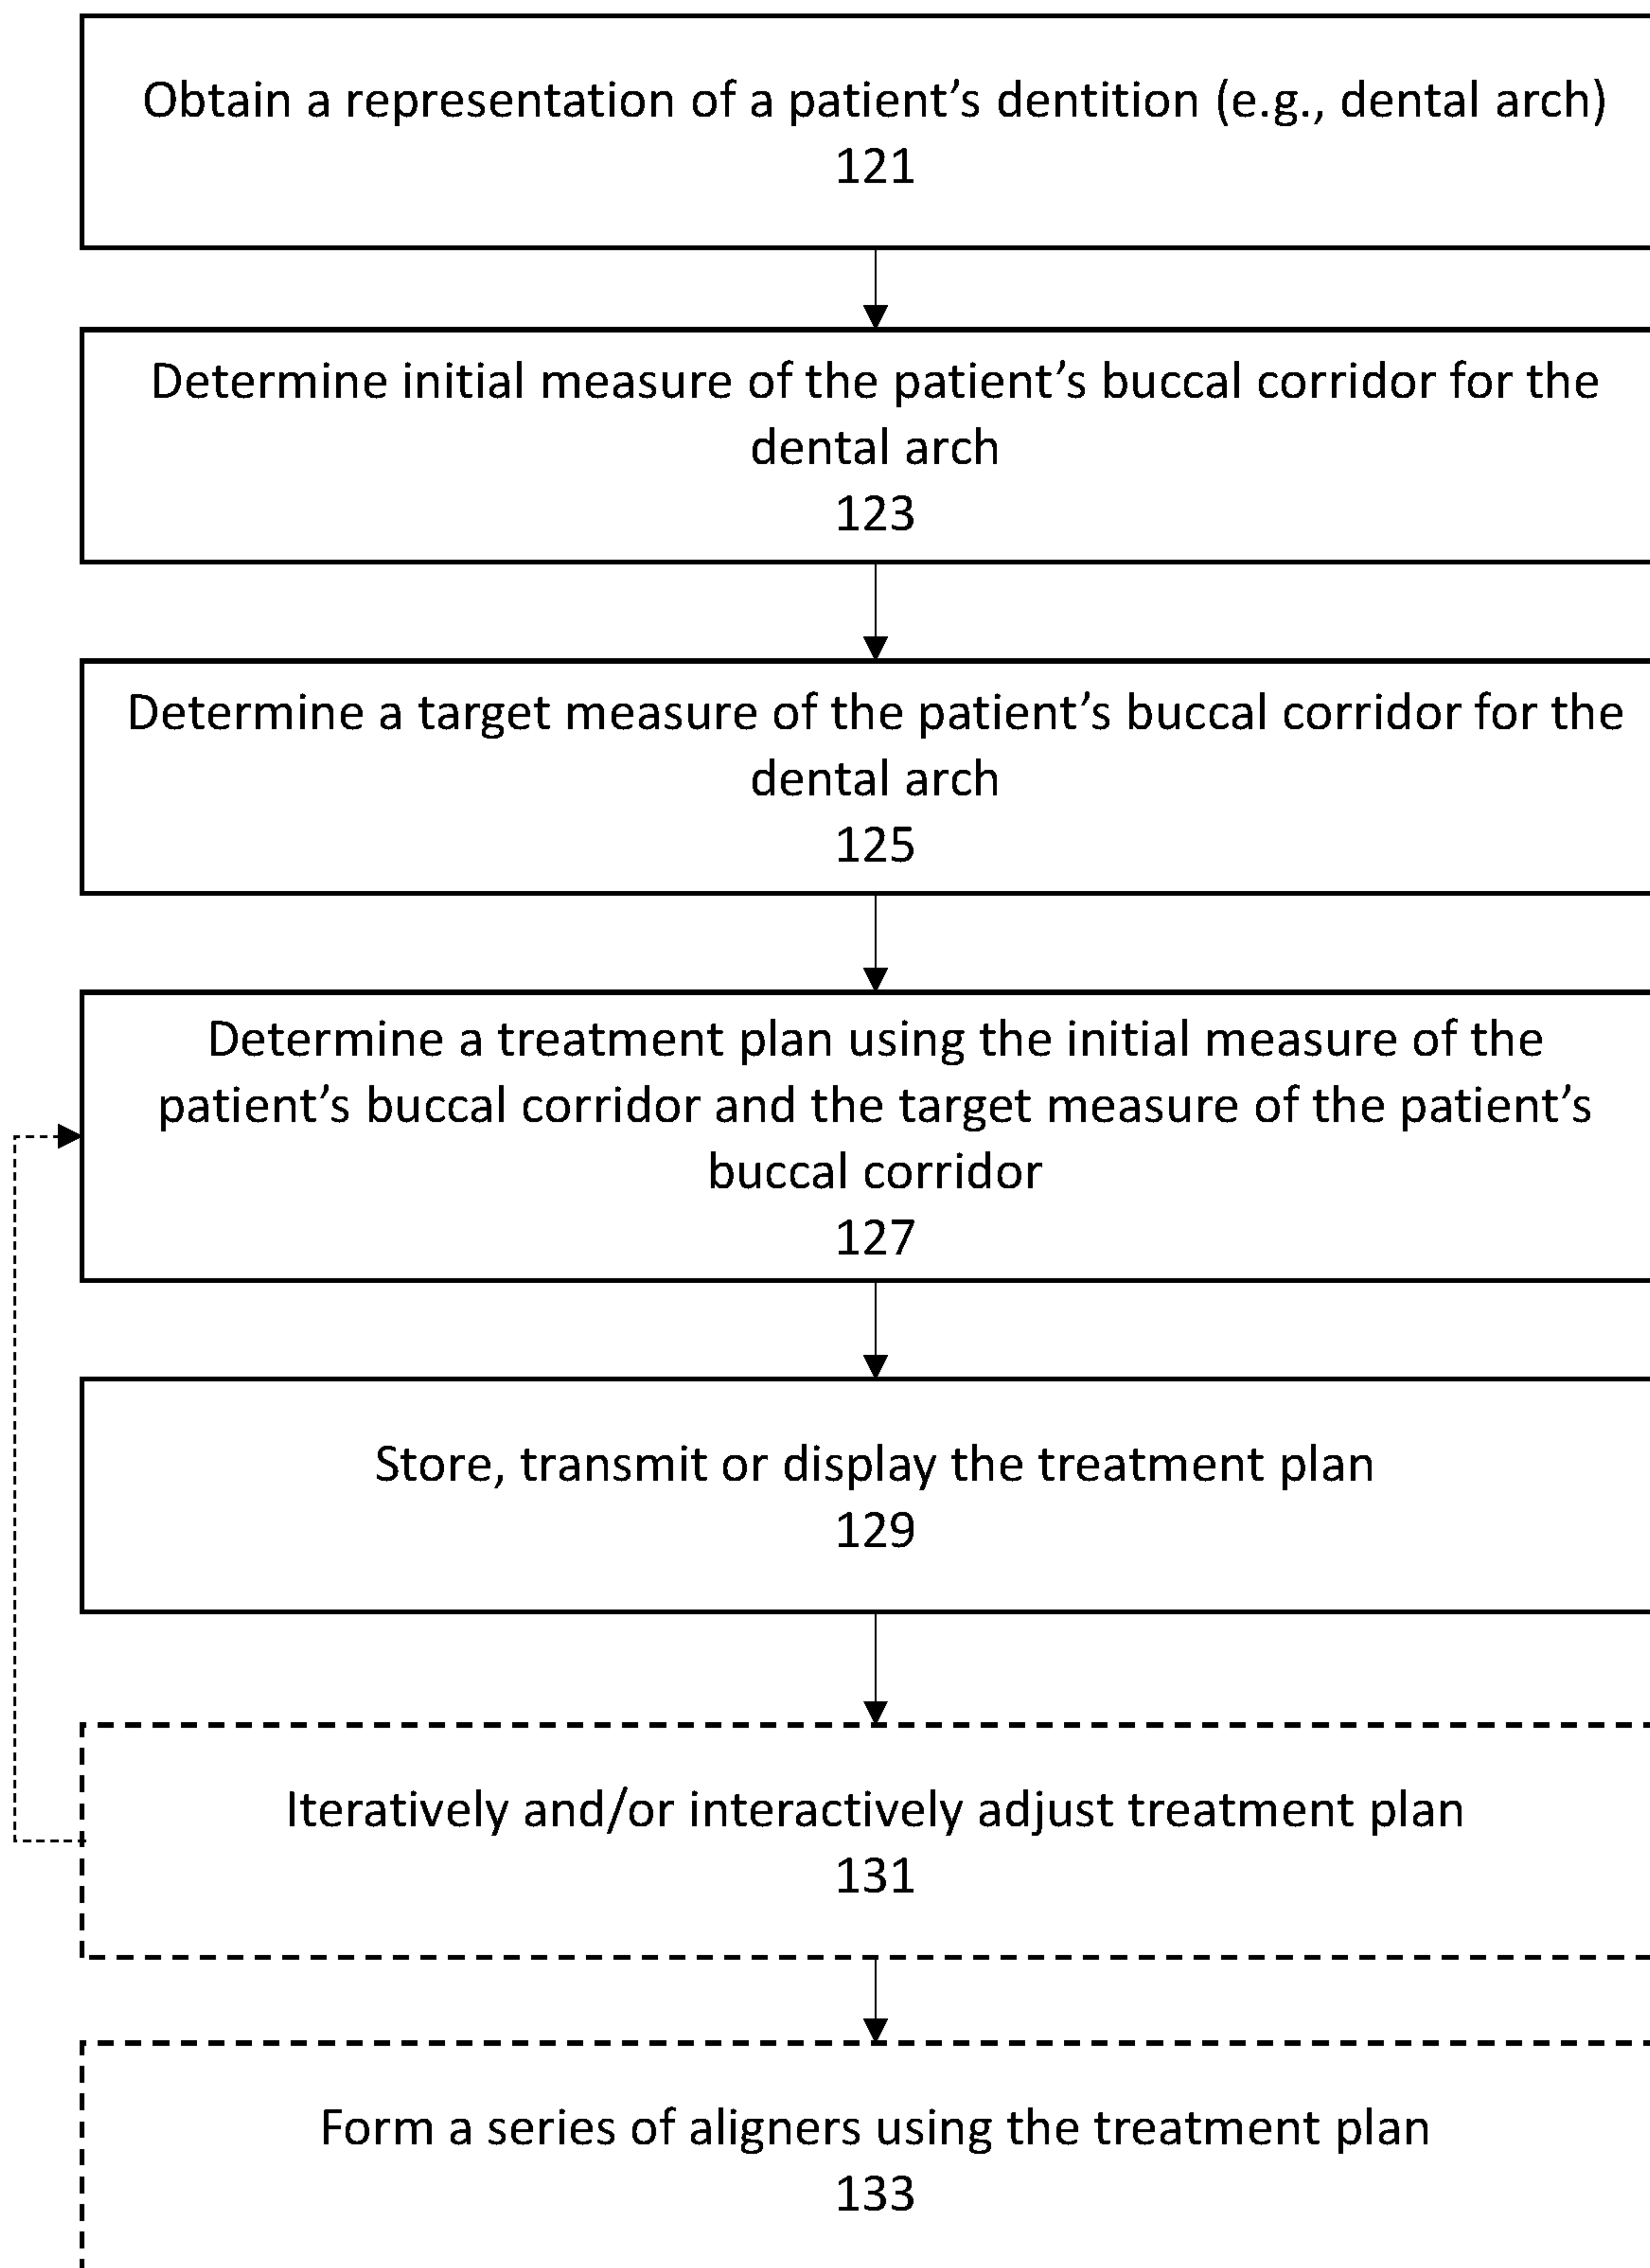 Obtain a representation of a patient’s dentition (e.g., dental arch)
121
Determine initial measure of the patient’s buccal corridor for the
dental arch
123
Determine a target measure of the patient’s buccal corridor for the
dental arch
125
Determine a treatment plan using the initial measure of the
patient’s buccal corridor and the target measure of the patient’s
buccal corridor
127
Store, transmit or display the treatment plan
129
Iteratively and/or interactively adjust treatment plan
131
Form a series of aligners using the treatment plan
133